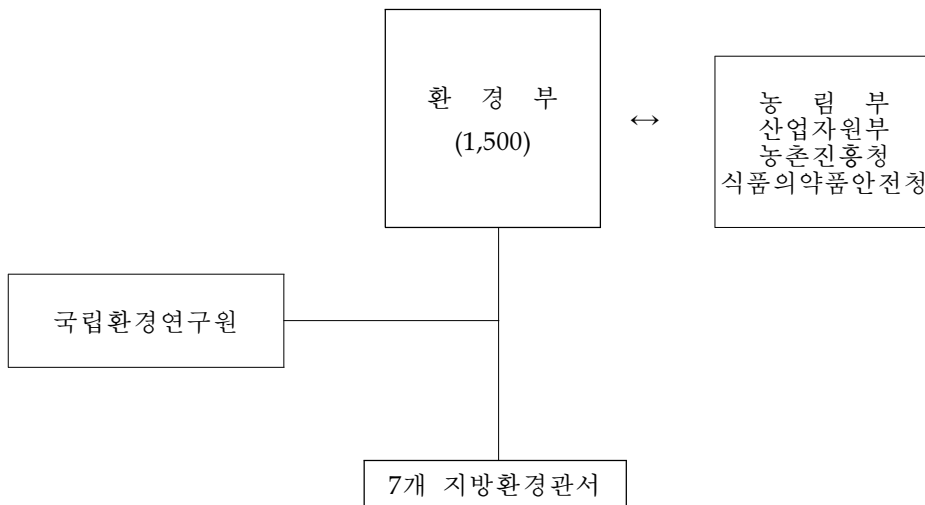 환 경 부
(1,500)
↔
농 림 부
산업자원부
농촌진흥청
식품의약품안전청
국립환경연구원
7개 지방환경관서